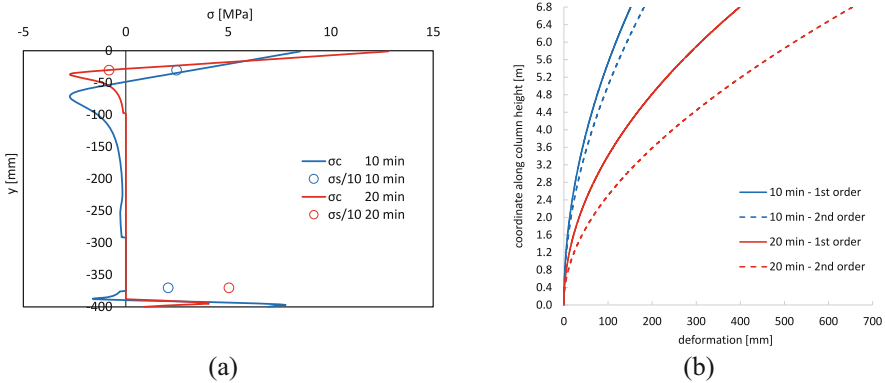 σ [MPa]
-5 0 5 10 15
0
-50
-100
-150
-200
-250
-300
-350
-400
y [mm]
σc 10 min
σs/10 10 min
σc 20 min
σs/10 20 min
(a)
6.8
6.4
6.0
5.6
5.2
4.8
4.4
4.0
3.6
3.2
2.8
2.4
2.0
1.6
1.2
0.8
0.4
0.0
coordinate along column height [m]
10 min - 1st order
10 min - 2nd order
20 min - 1st order
20 min - 2nd order
0 100 200 300 400 500 600 700
deformation [mm]
(b)